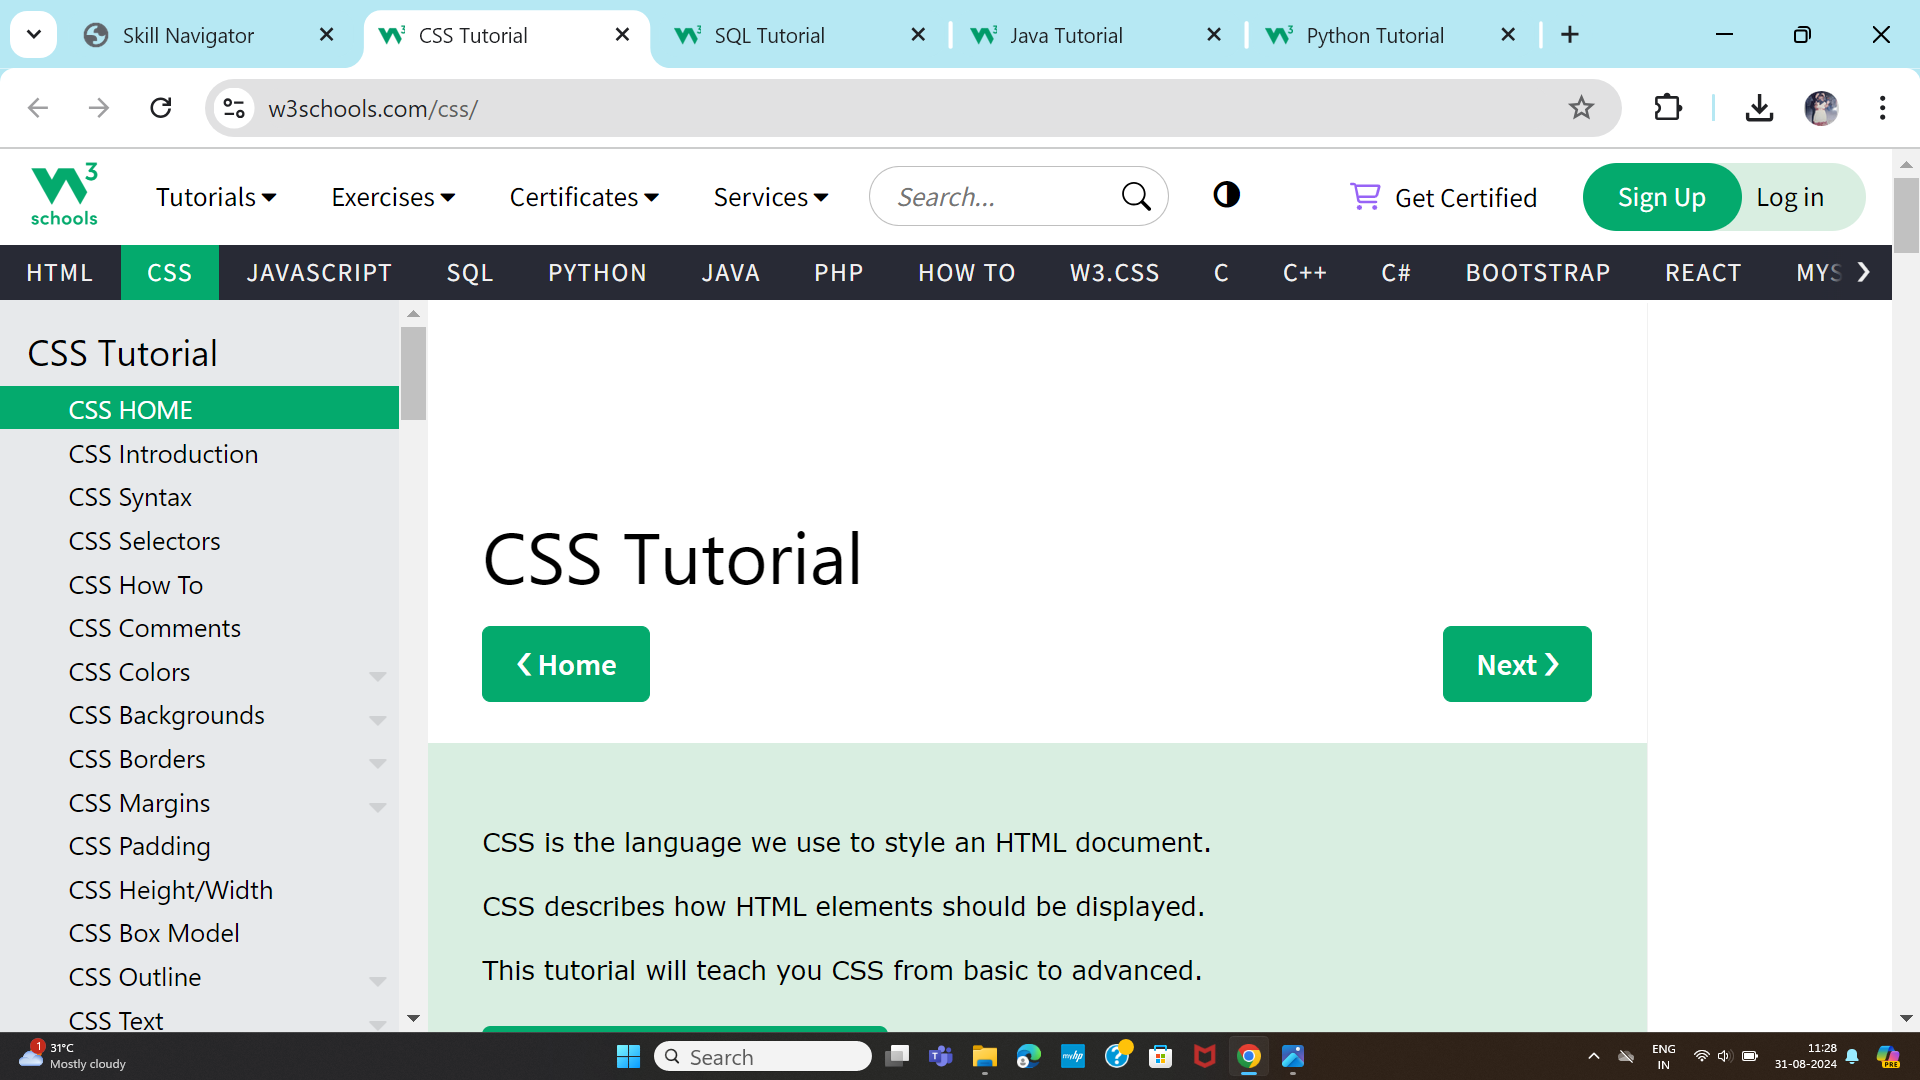 Skill Navigator
CSS Tutorial
SQL Tutorial
Java Tutorial
Python Tutorial
w3schools.com/css/
3
schools
Tutorials
Exercises
Certificates
Services
Search...
Get Certified
Sign Up
Log in
HTML CSS JAVASCRIPT SQL PYTHON JAVA PHP HOW TO W3.CSS C C++ C# BOOTSTRAP REACT MYS
CSS Tutorial
CSS HOME
CSS Introduction
CSS Syntax
CSS Selectors
CSS How To
CSS Comments
CSS Colors
CSS Backgrounds
CSS Borders
CSS Margins
CSS Padding
CSS Height/Width
CSS Box Model
CSS Outline
CSS Text
CSS Tutorial
❮ Home
Next ❯
CSS is the language we use to style an HTML document.
CSS describes how HTML elements should be displayed.
This tutorial will teach you CSS from basic to advanced.
1
31°C
Mostly cloudy
Search
myhp
ENG
IN
11:28
31-08-2024
PRE